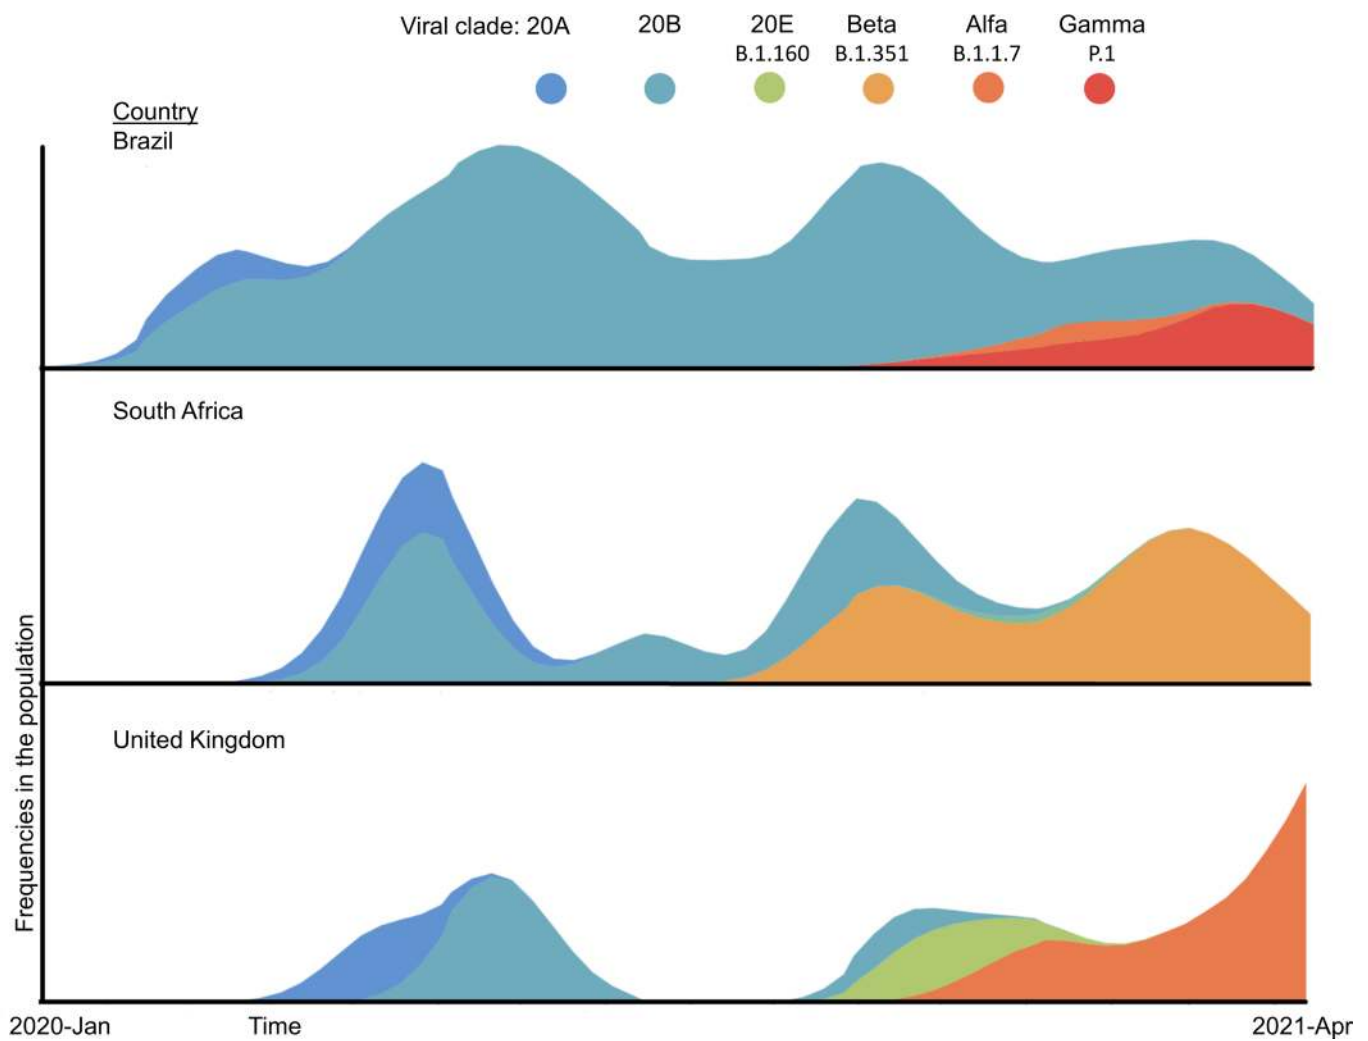 Viral clade: 20A 20B 20E Beta Alfa Gamma
B.1.160 B.1.351 B.1.1.7 P.1
Country
Brazil
South Africa
United Kingdom
Frequencies in the population
2020-Jan Time 2021-Apr